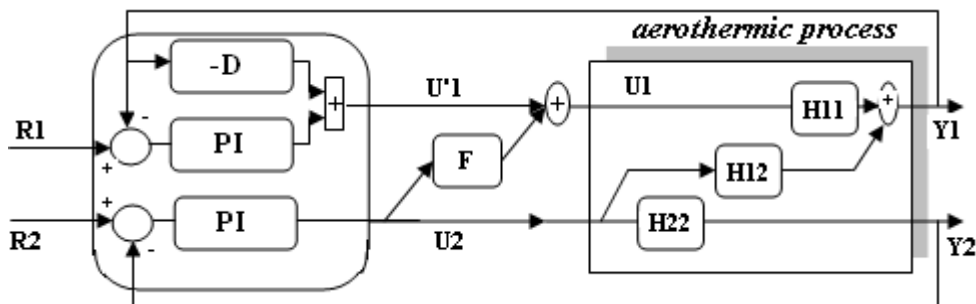 aerothermic process
-D
U'1
U1
+
+
+
H11
R1
-
PI
Y1
+
F
H12
+
PI
H22
R2
-
U2
Y2